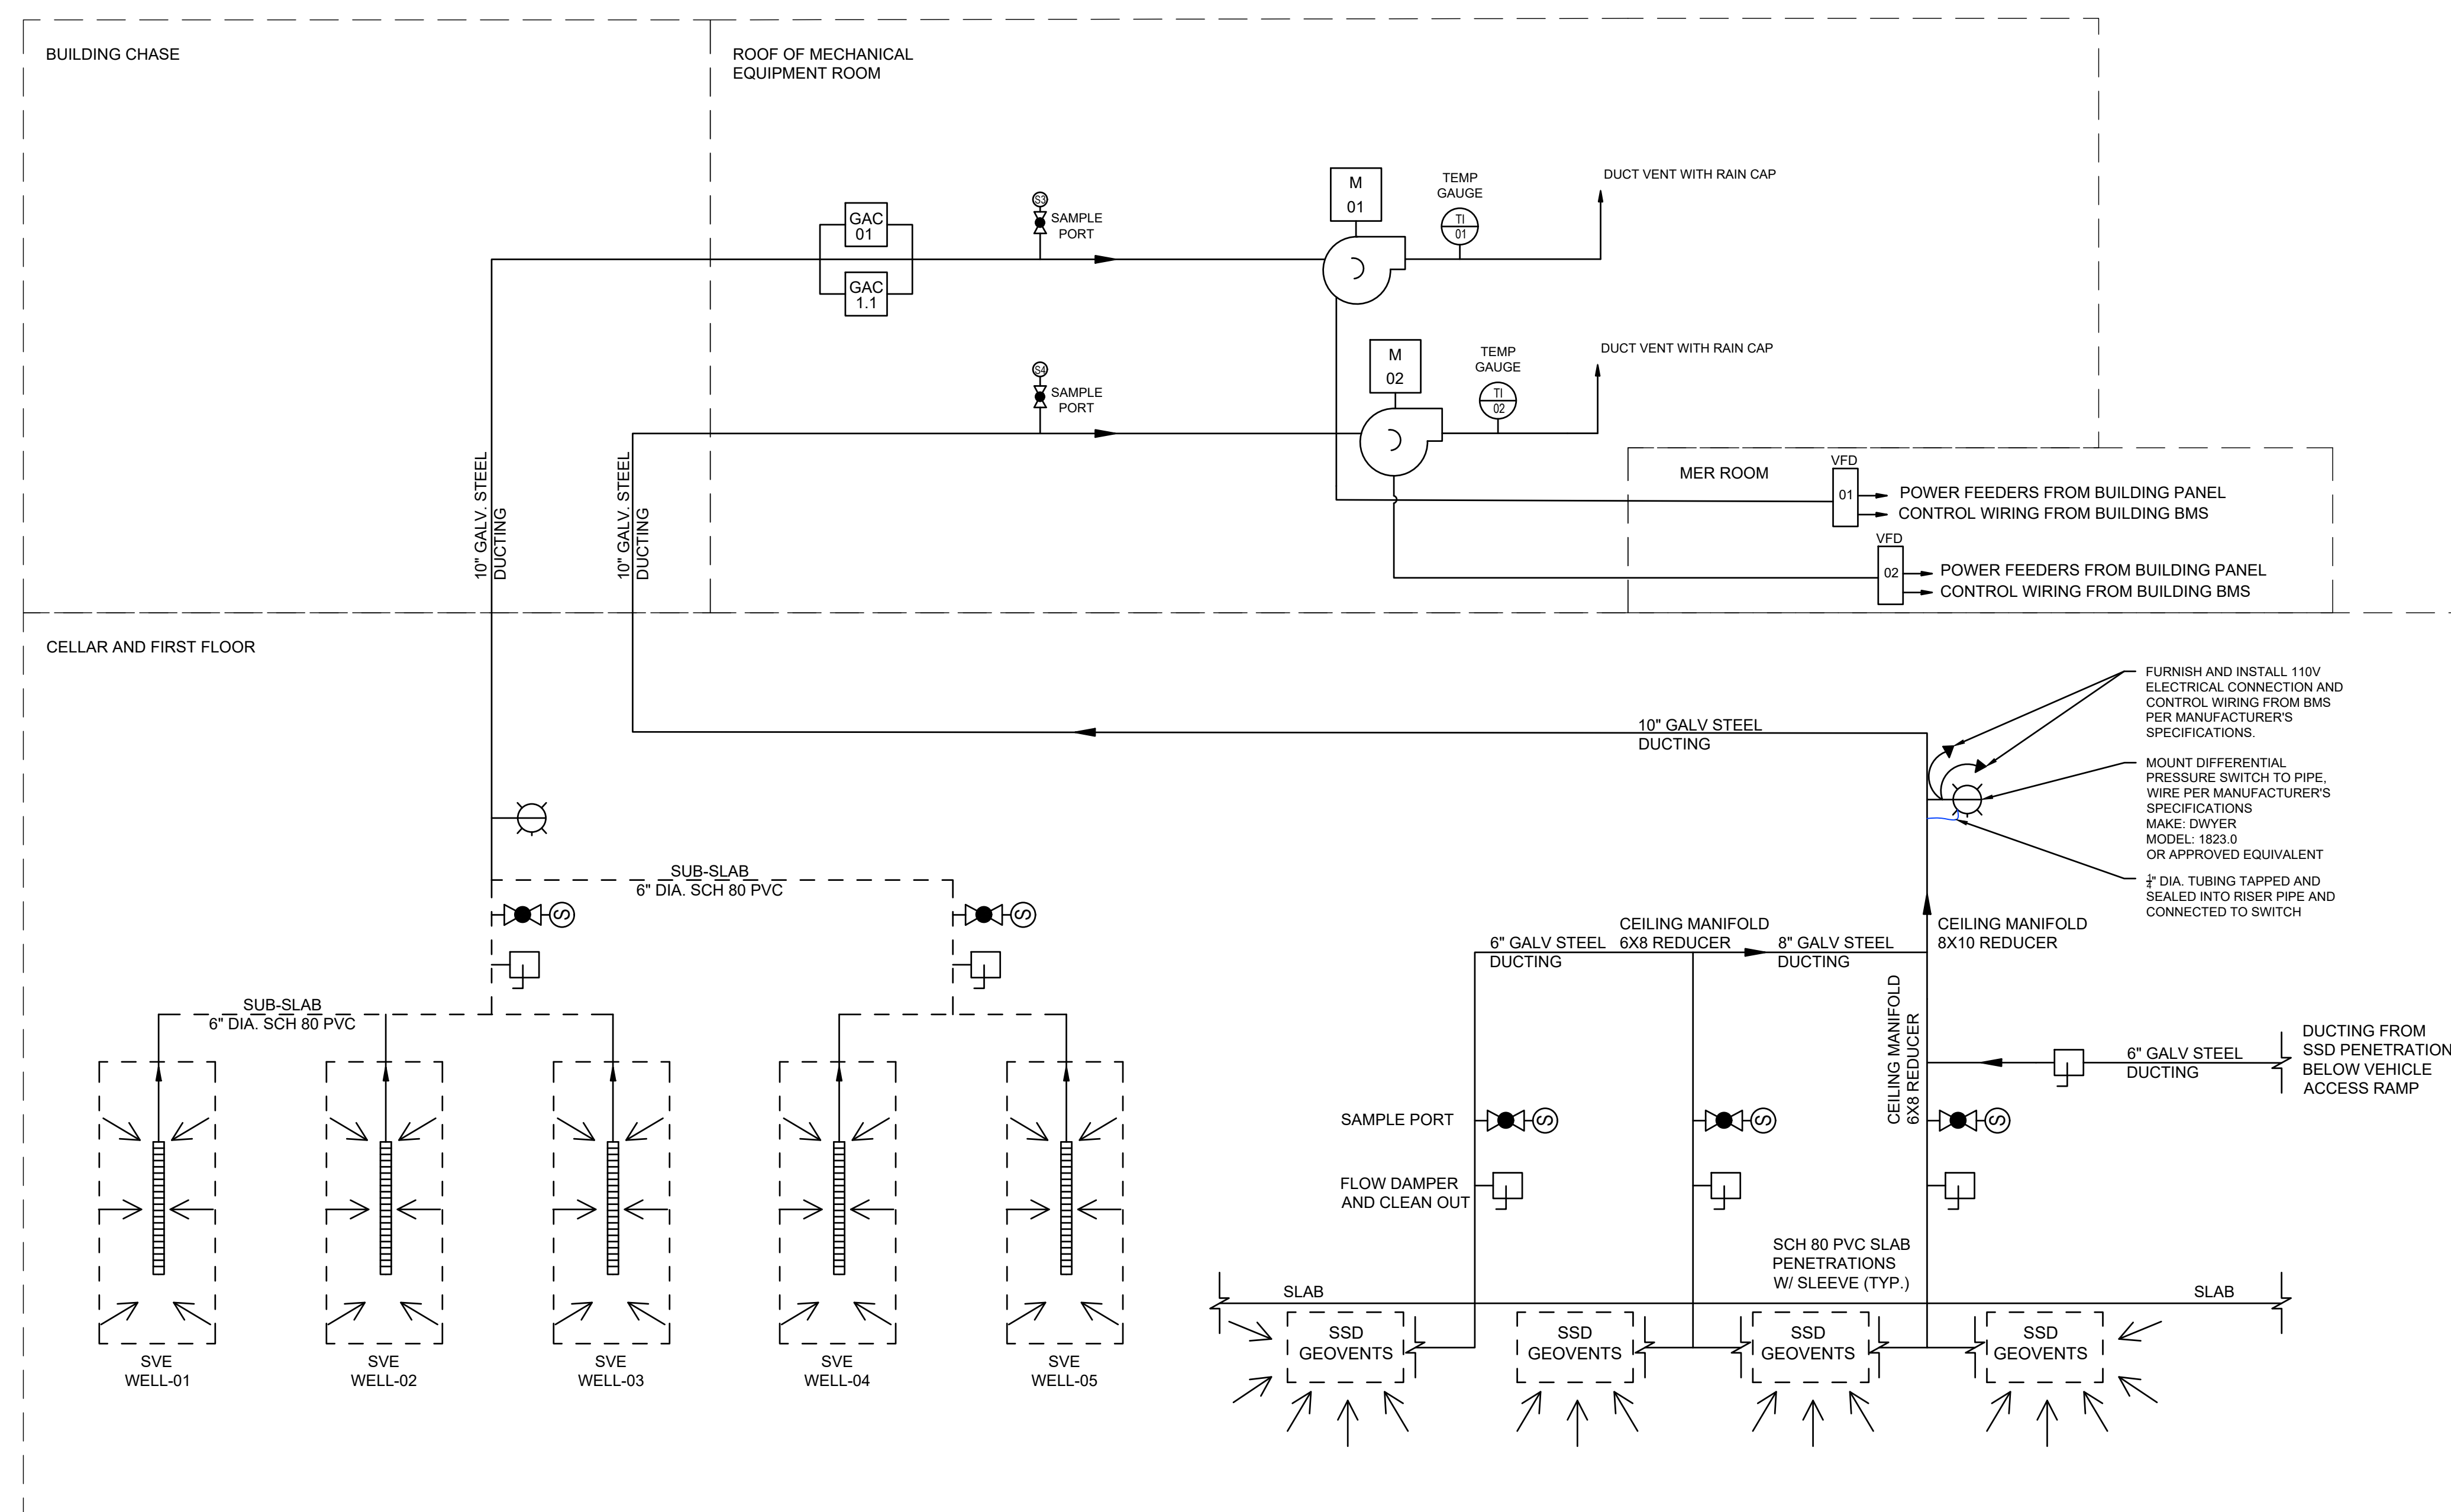 BUILDING CHASE
ROOF OF MECHANICAL
EQUIPMENT ROOM
GAC
01
GAC
1.1
S3
SAMPLE
PORT
M
01
TEMP
GAUGE
TI
01
DUCT VENT WITH RAIN CAP
S4
SAMPLE
PORT
M
02
TEMP
GAUGE
TI
02
DUCT VENT WITH RAIN CAP
10" GALV. STEEL
DUCTING
10" GALV. STEEL
DUCTING
MER ROOM
VFD
01
POWER FEEDERS FROM BUILDING PANEL
CONTROL WIRING FROM BUILDING BMS
VFD
02
POWER FEEDERS FROM BUILDING PANEL
CONTROL WIRING FROM BUILDING BMS
CELLAR AND FIRST FLOOR
10" GALV STEEL
DUCTING
FURNISH AND INSTALL 110V
ELECTRICAL CONNECTION AND
CONTROL WIRING FROM BMS
PER MANUFACTURER'S
SPECIFICATIONS.
MOUNT DIFFERENTIAL
PRESSURE SWITCH TO PIPE,
WIRE PER MANUFACTURER'S
SPECIFICATIONS
MAKE: DWYER
MODEL: 1823.0
OR APPROVED EQUIVALENT
1/4" DIA. TUBING TAPPED AND
SEALED INTO RISER PIPE AND
CONNECTED TO SWITCH
SUB-SLAB
6" DIA. SCH 80 PVC
S
S
SUB-SLAB
6" DIA. SCH 80 PVC
6" GALV STEEL
DUCTING
CEILING MANIFOLD
6X8 REDUCER
8" GALV STEEL
DUCTING
CEILING MANIFOLD
8X10 REDUCER
CEILING MANIFOLD
6X8 REDUCER
6" GALV STEEL
DUCTING
DUCTING FROM
SSD PENETRATION
BELOW VEHICLE
ACCESS RAMP
SAMPLE PORT
S
S
S
FLOW DAMPER
AND CLEAN OUT
SCH 80 PVC SLAB
PENETRATIONS
W/ SLEEVE (TYP.)
SLAB
SLAB
SSD
GEOVENTS
SSD
GEOVENTS
SSD
GEOVENTS
SSD
GEOVENTS
SVE
WELL-01
SVE
WELL-02
SVE
WELL-03
SVE
WELL-04
SVE
WELL-05